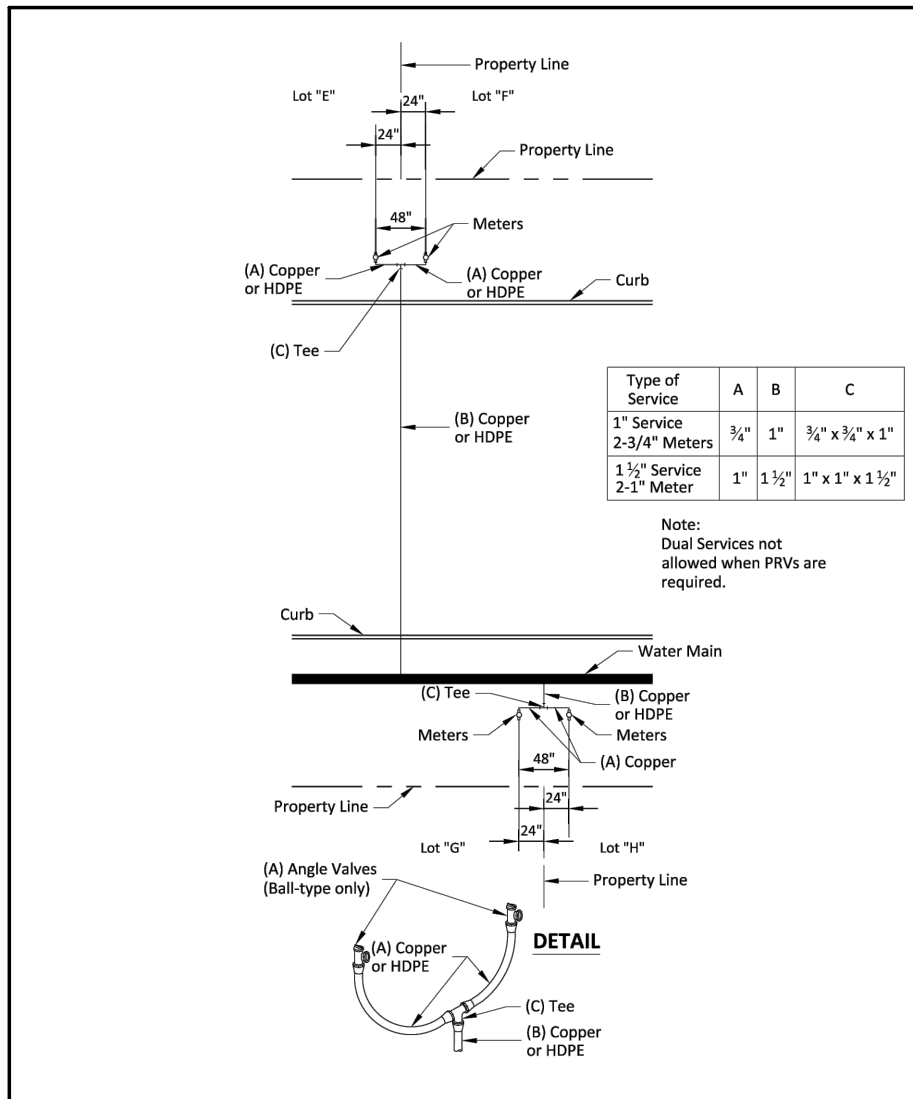 Property Line
Lot "E"
Lot "F"
24"
24"
Property Line
48"
Meters
(A) Copper
or HDPE
(A) Copper
or HDPE
Curb
(C) Tee
(B) Copper
or HDPE
Type of
Service
A
B
C
1" Service
2-3/4" Meters
¾"
1"
¾" x ¾" x 1"
1 ½" Service
2-1" Meter
1"
1 ½"
1" x 1" x 1 ½"
Note:
Dual Services not
allowed when PRVs are
required.
Curb
Water Main
(C) Tee
(B) Copper
or HDPE
Meters
Meters
48"
(A) Copper
Property Line
24"
24"
Lot "G"
Lot "H"
Property Line
(A) Angle Valves
(Ball-type only)
DETAIL
(A) Copper
or HDPE
(C) Tee
(B) Copper
or HDPE